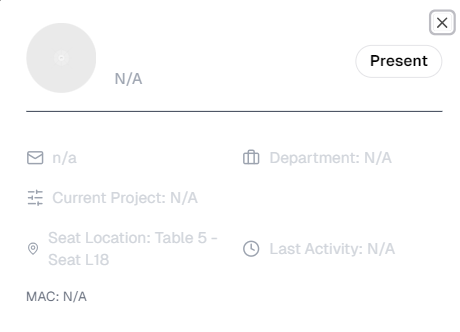 N/A
Present
n/a
Department: N/A
Current Project: N/A
Seat Location: Table 5 -
Seat L18
Last Activity: N/A
MAC: N/A